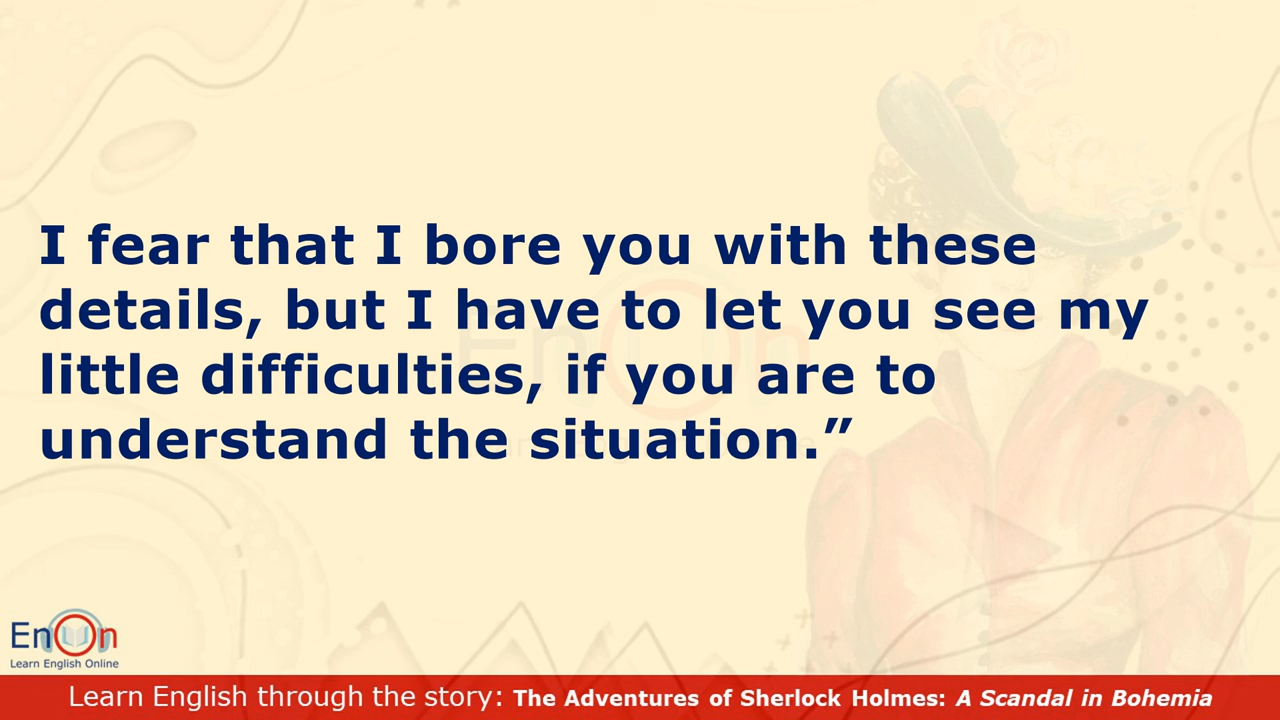 I fear that I bore you with these
details, but I have to let you see my
little difficulties, if you are to
understand the situation.”
EnOn
Learn English Online
Learn English through the story: The Adventures of Sherlock Holmes: A Scandal in Bohemia